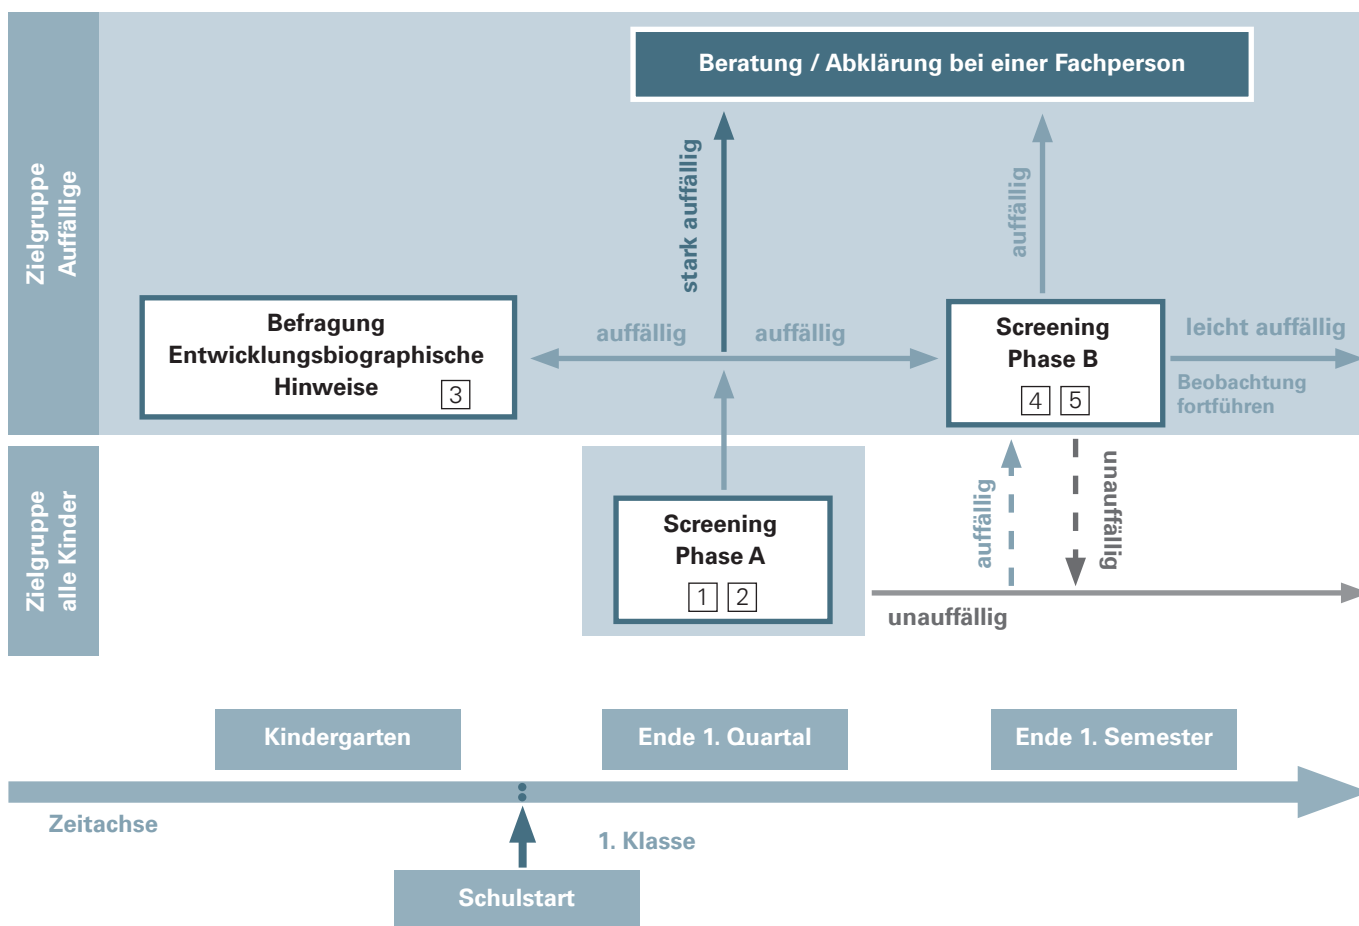 Zielgruppe
Auffällige
Beratung / Abklärung bei einer Fachperson
stark auffällig
auffällig
Befragung
Entwicklungsbiographische
Hinweise 3
auffällig
auffällig
Screening
Phase B
4 5
leicht auffällig
Beobachtung
fortführen
Zielgruppe
alle Kinder
Screening
Phase A
1 2
auffällig
unauffällig
unauffällig
Kindergarten
Ende 1. Quartal
Ende 1. Semester
Zeitachse
1. Klasse
Schulstart